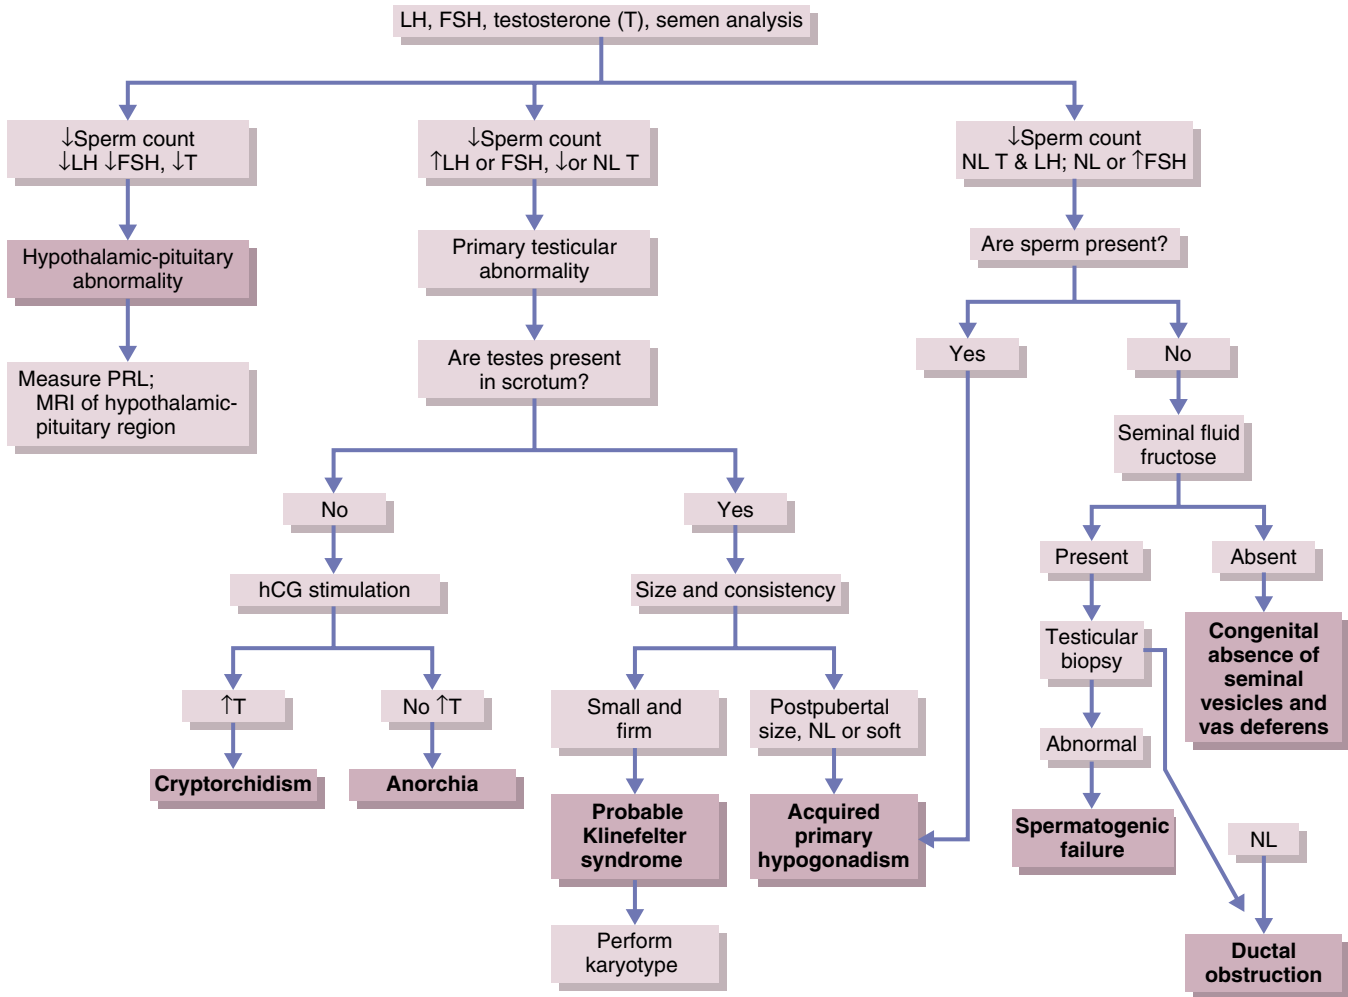 LH, FSH, testosterone (T), semen analysis
↓Sperm count
↓LH ↓FSH, ↓T
Hypothalamic-pituitary
abnormality
Measure PRL;
MRI of hypothalamic-
pituitary region
↓Sperm count
↑LH or FSH, ↓or NL T
Primary testicular
abnormality
Are testes present
in scrotum?
No
hCG stimulation
↑T
Cryptorchidism
No ↑T
Anorchia
Yes
Size and consistency
Small and
firm
Probable
Klinefelter
syndrome
Perform
karyotype
Postpubertal
size, NL or soft
Acquired
primary
hypogonadism
↓Sperm count
NL T & LH; NL or ↑FSH
Are sperm present?
Yes
No
Seminal fluid
fructose
Present
Testicular
biopsy
Abnormal
Spermatogenic
failure
NL
Ductal
obstruction
Absent
Congenital
absence of
seminal
vesicles and
vas deferens